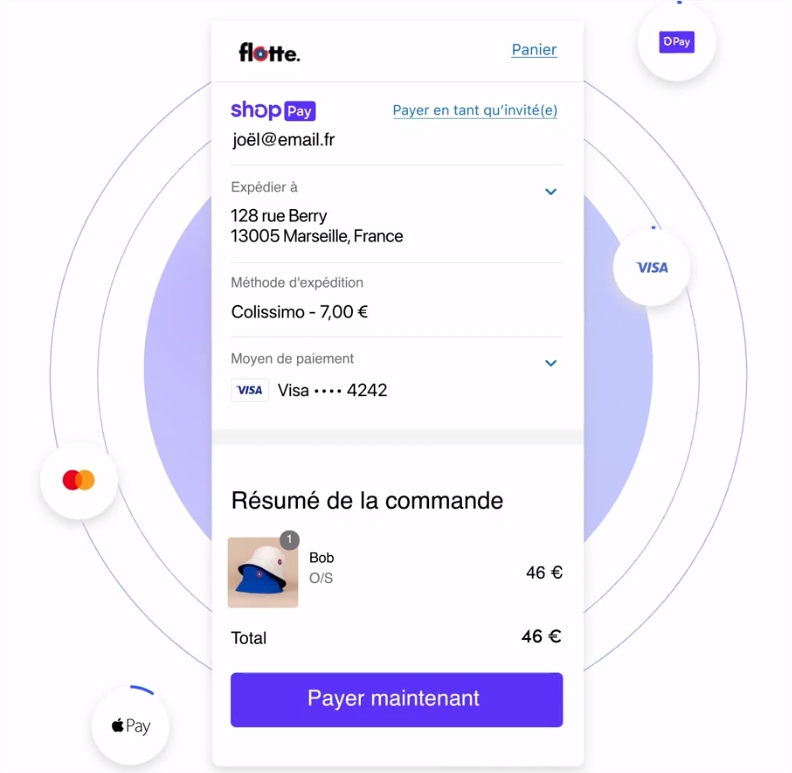 flotte.
Panier
Pay
shop Pay
Payer en tant qu'invité(e)
joël@email.fr
Expédier à
128 rue Berry
13005 Marseille, France
VISA
Méthode d'expédition
Colissimo - 7,00 €
Moyen de paiement
VISA Visa •••• 4242
Résumé de la commande
1
Bob
46 €
O/S
Total 46 €
Payer maintenant
Pay